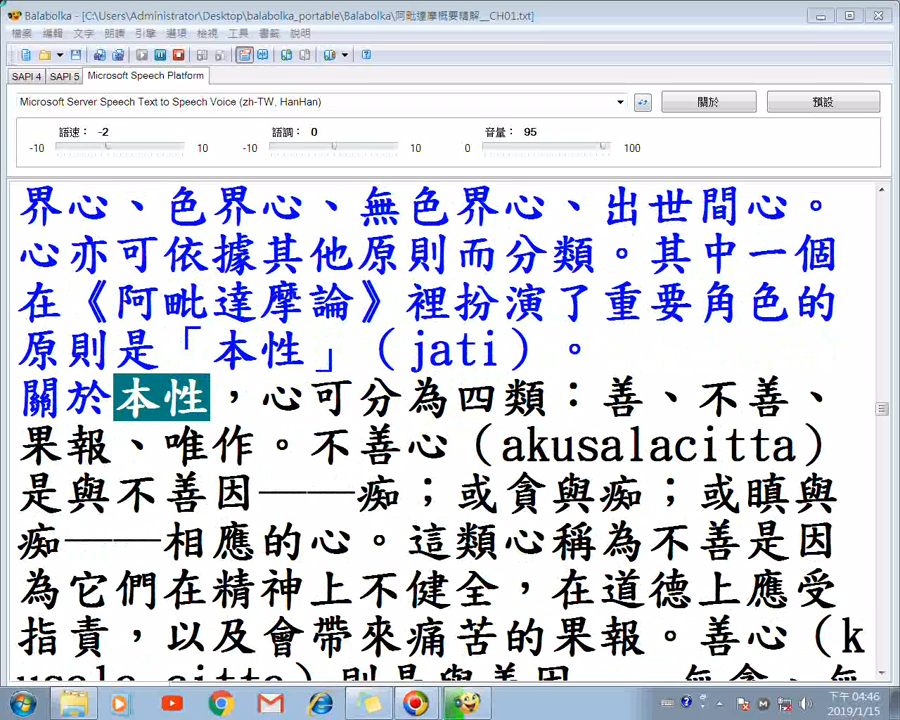 Balabolka - [C:\Users\Administrator\Desktop\balabolka_portable\Balabolka\阿毗達摩概要精解__CH01.txt]
檔案 編輯 文字 朗讀 引擎 選項 檢視 工具 書籤 說明
SAPI 4 SAPI 5 Microsoft Speech Platform
Microsoft Server Speech Text to Speech Voice (zh-TW, HanHan) 關於 預設
語速： -2 語調： 0 音量： 95
-10 10 -10 10 0 100
界心、色界心、無色界心、出世間心。
心亦可依據其他原則而分類。其中一個
在《阿毗達摩論》裡扮演了重要角色的
原則是「本性」（jati）。
關於本性，心可分為四類：善、不善、
果報、唯作。不善心（akusalacitta）
是與不善因──痴；或貪與痴；或瞋與
痴──相應的心。這類心稱為不善是因
為它們在精神上不健全，在道德上應受
指責，以及會帶來痛苦的果報。善心（k
usala citta）則是與善因──無貪、無
下午 04:46
2019/1/15